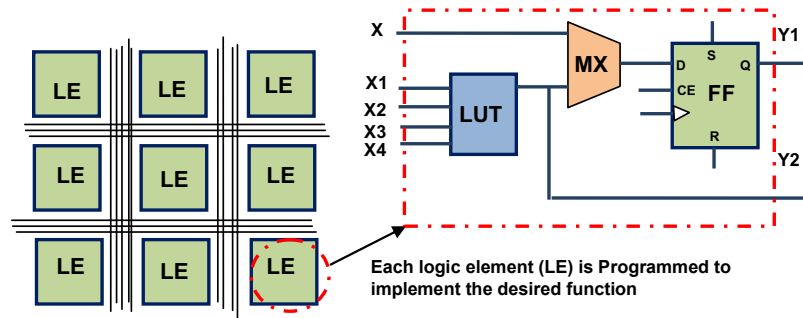 LE LE LE
LE LE LE
LE LE LE
X
X1
X2
X3
X4
LUT
MX
S
D Q
CE
FF
R
Y1
Y2
Each logic element (LE) is Programmed to
implement the desired function